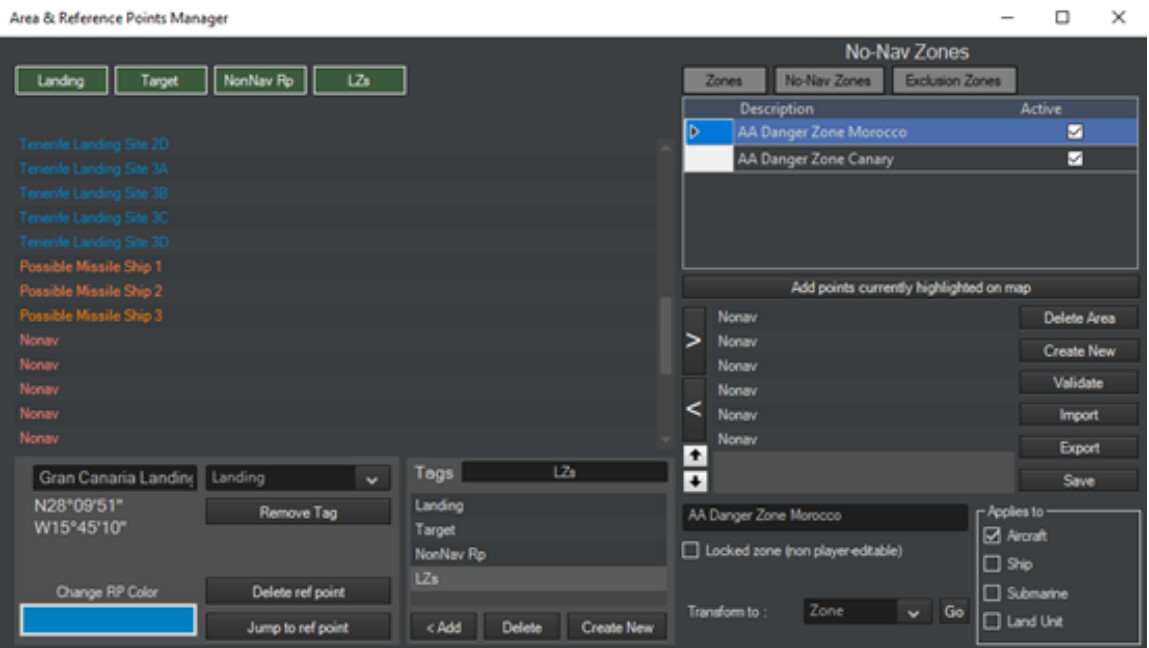 Area & Reference Points Manager
No-Nav Zones
Landing Target NonNav Rp LZs
Zones No-Nav Zones Exclusion Zones
Description Active
AA Danger Zone Morocco
AA Danger Zone Canary
Tenerife Landing Site 2D
Tenerife Landing Site 3A
Tenerife Landing Site 3B
Tenerife Landing Site 3C
Tenerife Landing Site 3D
Possible Missile Ship 1
Possible Missile Ship 2
Possible Missile Ship 3
Nonav
Nonav
Nonav
Nonav
Nonav
Add points currently highlighted on map
>
<
Nonav
Nonav
Nonav
Nonav
Nonav
Nonav
Delete Area
Create New
Validate
Import
Export
Save
Gran Canaria Landing
Landing
N28°09'51"
W15°45'10"
Remove Tag
Change RP Color
Delete ref point
Jump to ref point
Tags LZs
Landing
Target
NonNav Rp
LZs
< Add Delete Create New
AA Danger Zone Morocco
Locked zone (non player-editable)
Transform to : Zone Go
Applies to
Aircraft
Ship
Submarine
Land Unit